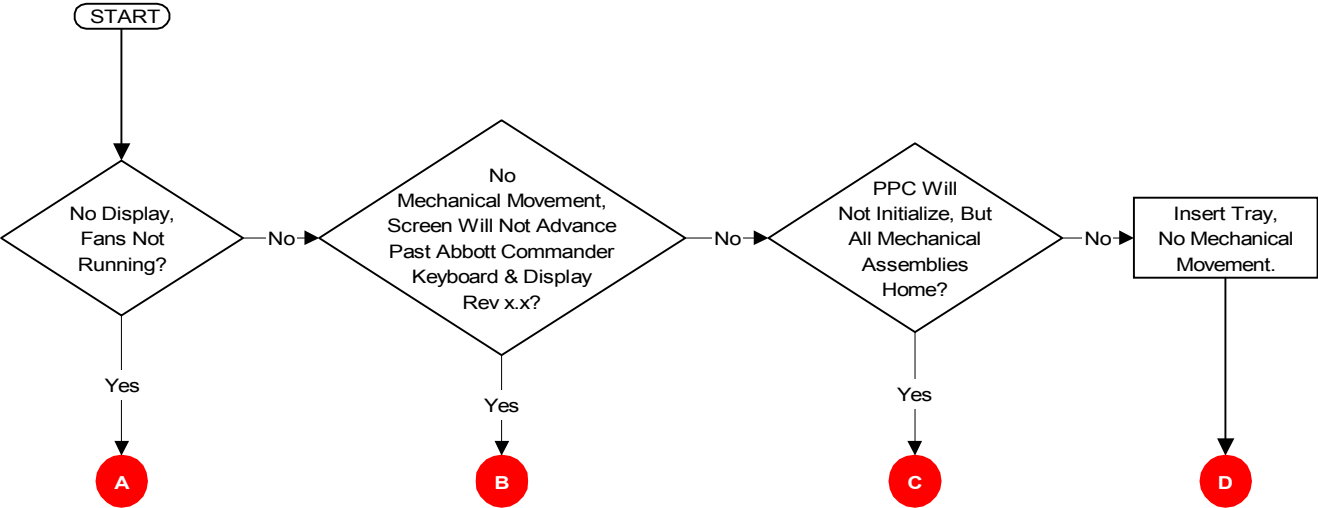 START
No Display,
Fans Not
Running?
No
Yes
A
No
Mechanical Movement,
Screen Will Not Advance
Past Abbott Commander
Keyboard & Display
Rev x.x?
No
Yes
B
PPC Will
Not Initialize, But
All Mechanical
Assemblies
Home?
No
Yes
C
Insert Tray,
No Mechanical
Movement.
D